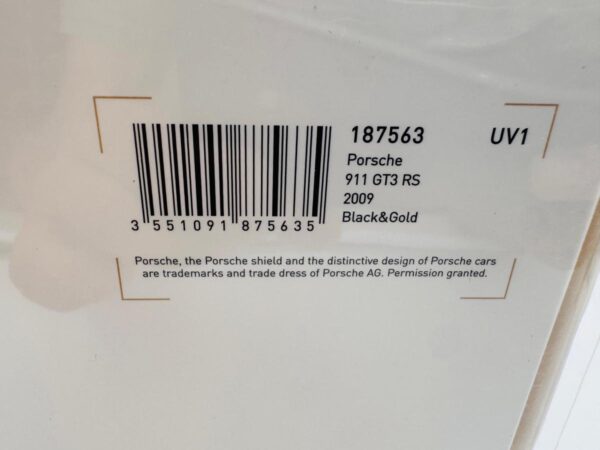 187563
UV1
Porsche
911 GT3 RS
2009
Black&Gold
3 551091 875635
Porsche, the Porsche shield and the distinctive design of Porsche cars
are trademarks and trade dress of Porsche AG. Permission granted.